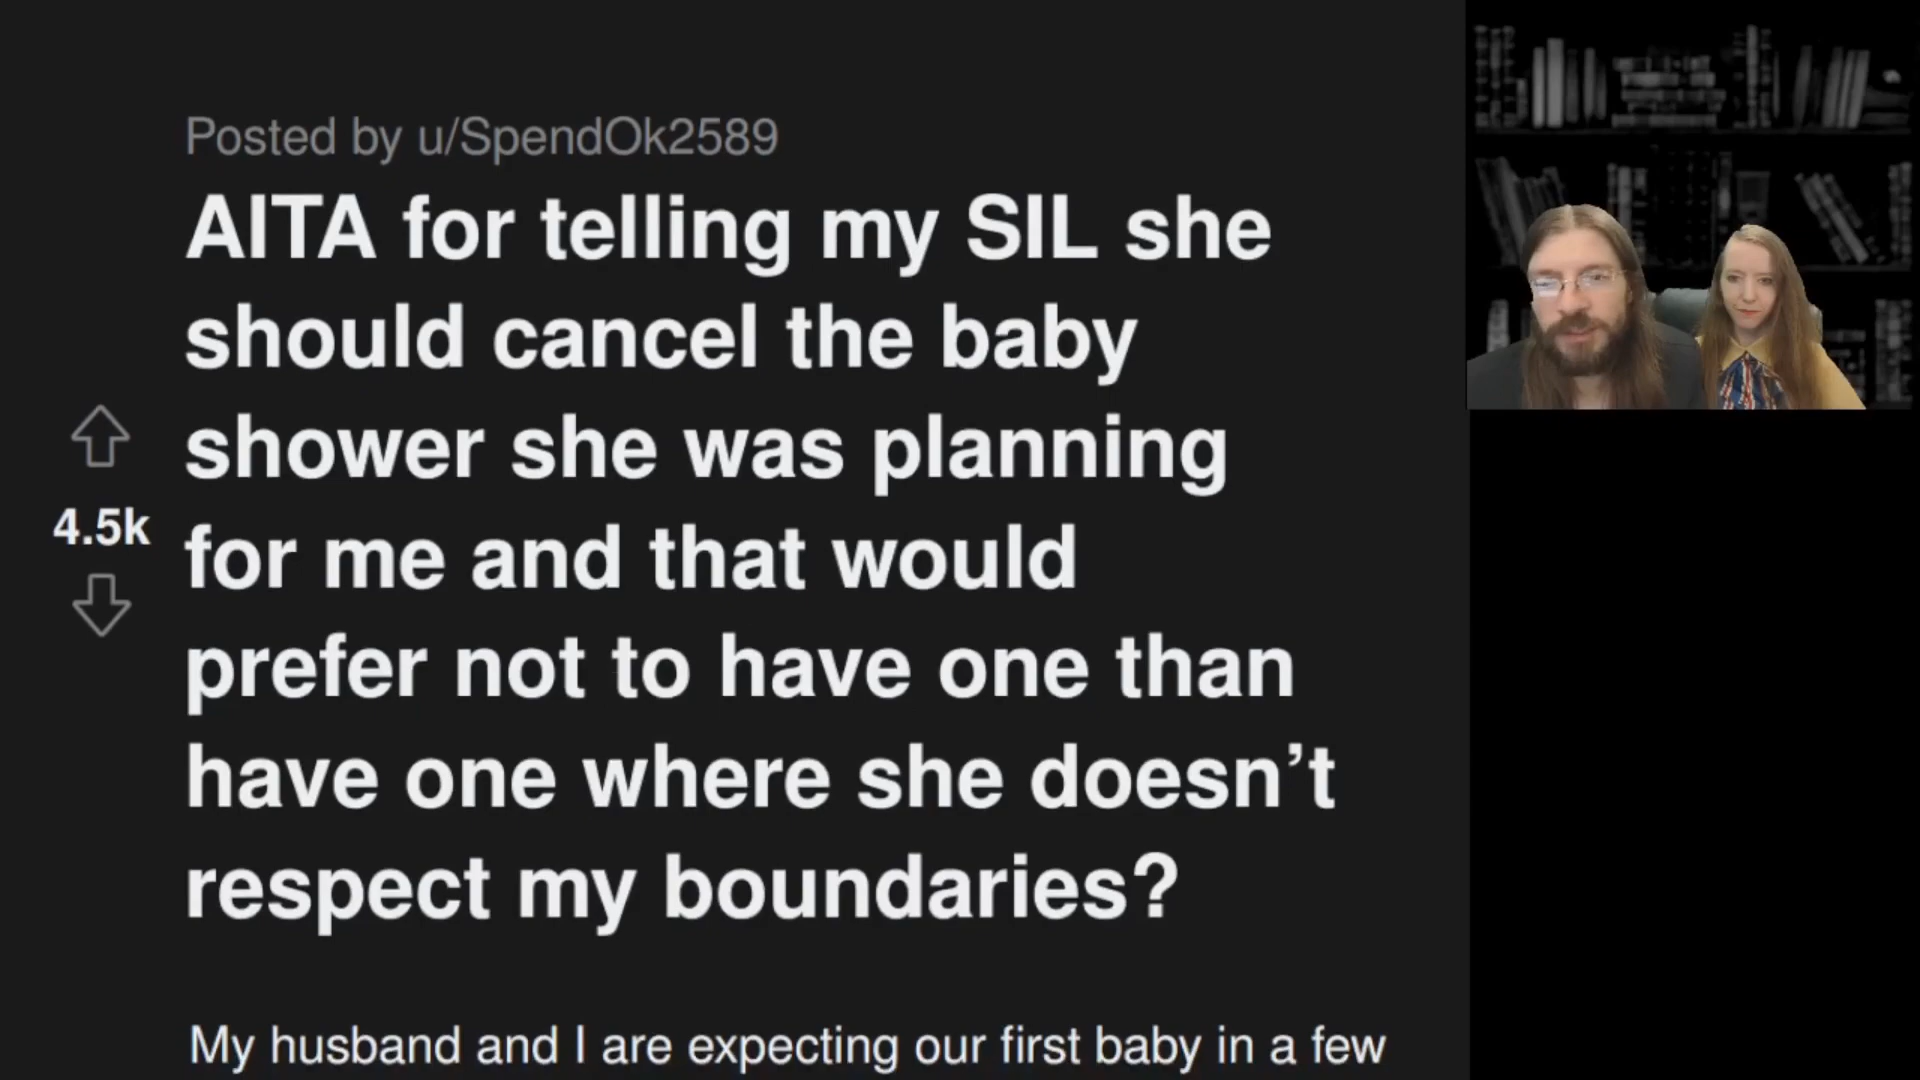 Posted by u/SpendOk2589
AITA for telling my SIL she
should cancel the baby
shower she was planning
for me and that would
prefer not to have one than
have one where she doesn’t
respect my boundaries?
4.5k
My husband and I are expecting our first baby in a few